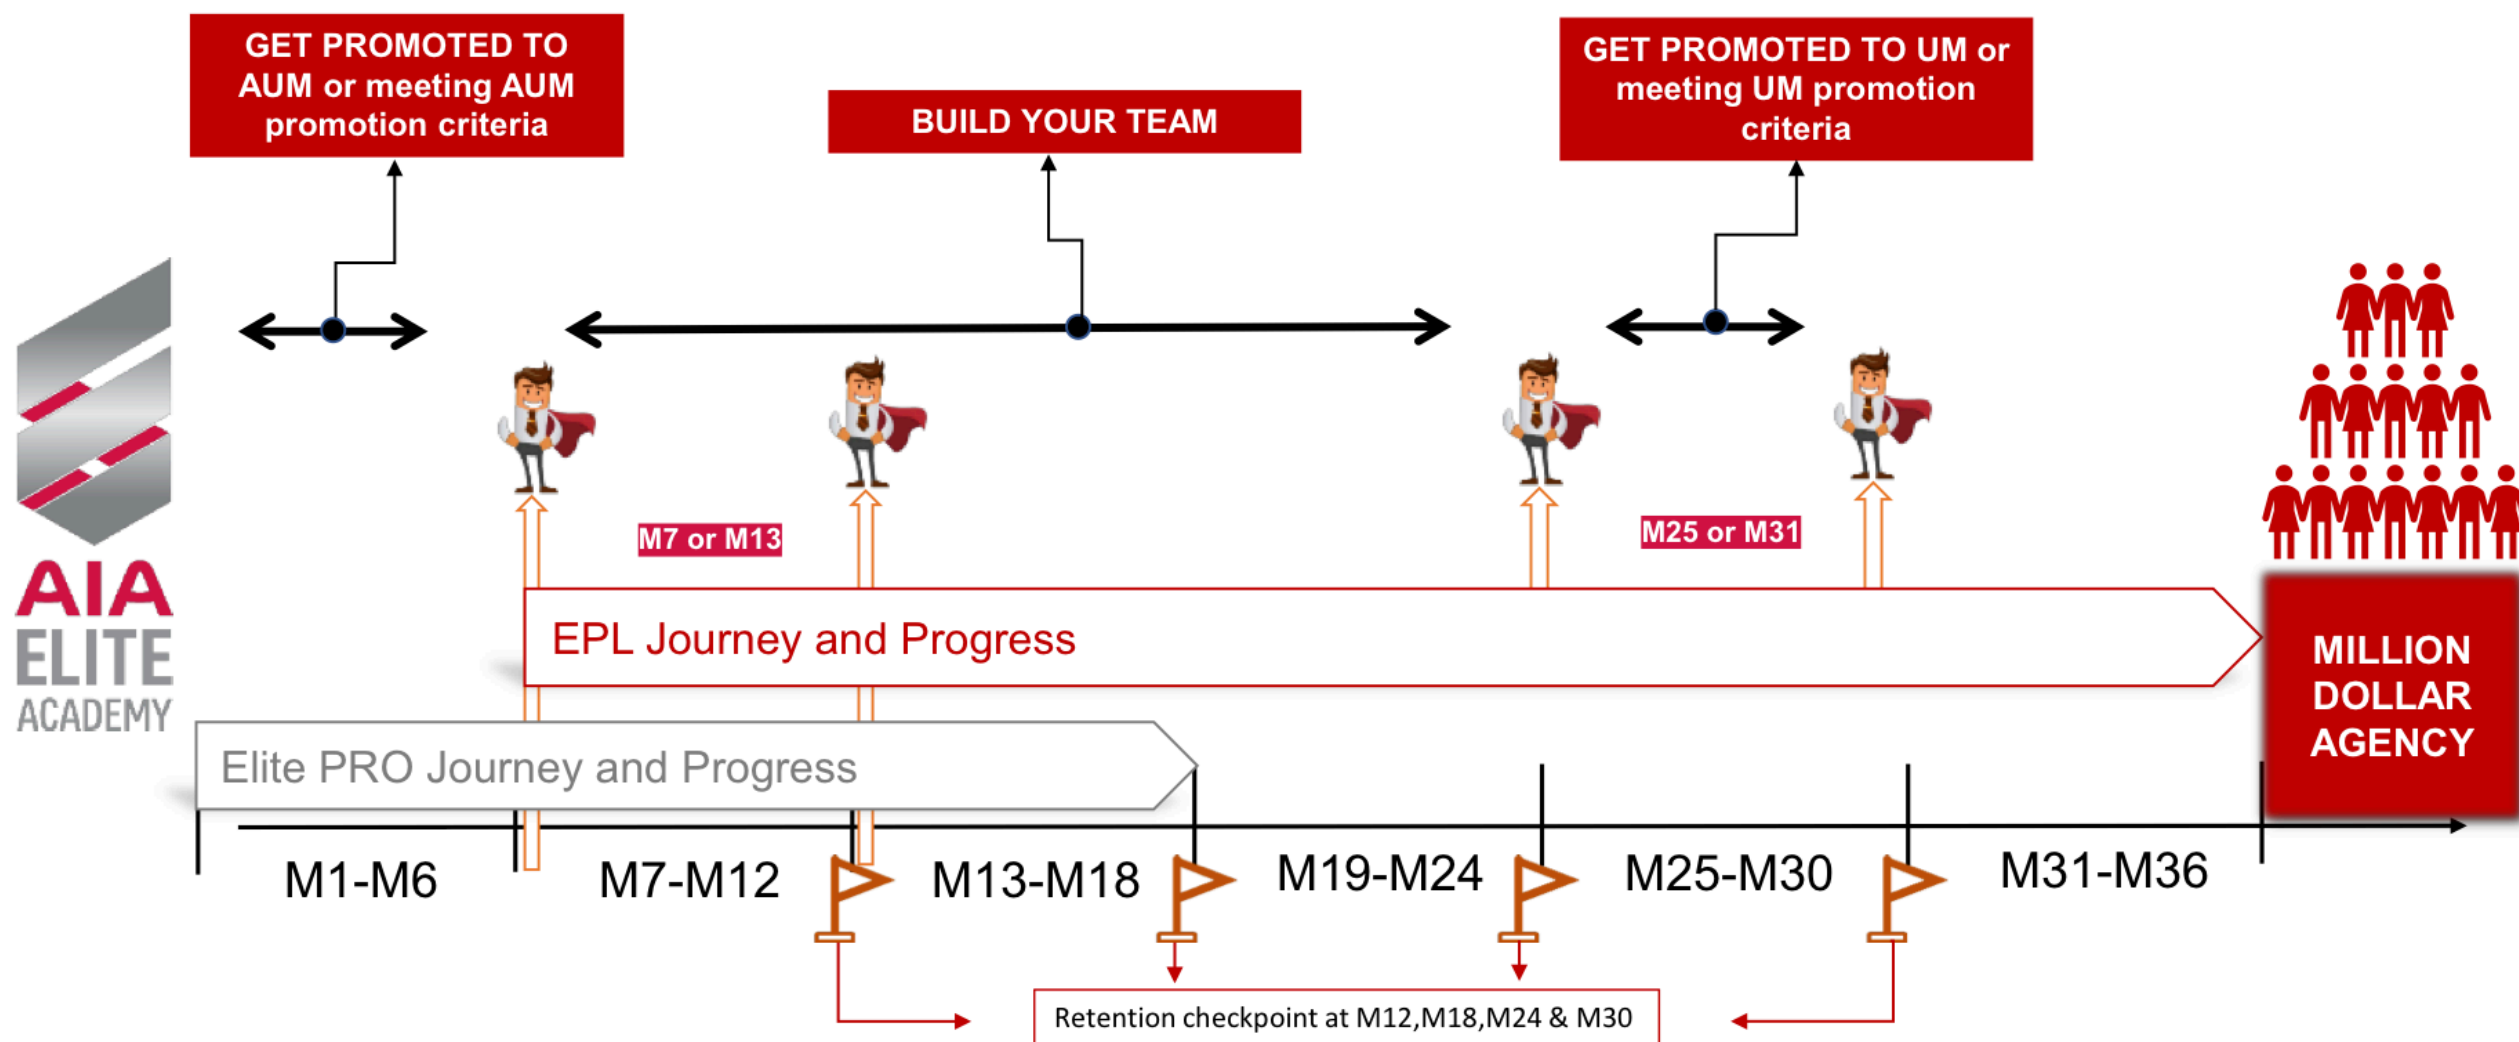 GET PROMOTED TO
AUM or meeting AUM
promotion criteria
BUILD YOUR TEAM
GET PROMOTED TO UM or
meeting UM promotion
criteria
AIA
ELITE
ACADEMY
M7 or M13
M25 or M31
EPL Journey and Progress
MILLION
DOLLAR
AGENCY
Elite PRO Journey and Progress
M1-M6
M7-M12
M13-M18
M19-M24
M25-M30
M31-M36
Retention checkpoint at M12,M18,M24 & M30